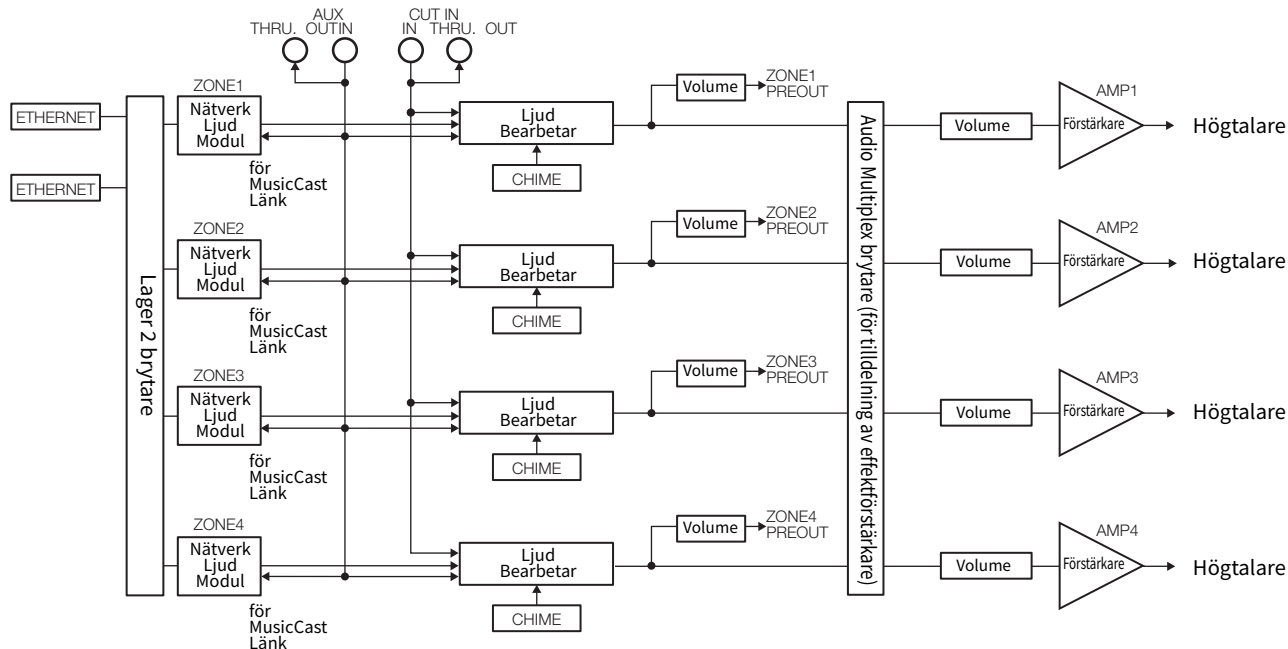 AUX
THRU. OUTIN
CUT IN
IN THRU. OUT
ETHERNET
ETHERNET
Lager 2 brytare
ZONE1
Nätverk
Ljud
Modul
för
MusicCast
Länk
Ljud
Bearbetar
CHIME
Volume
ZONE1
PREOUT
Volume
AMP1
Förstärkare
Högtalare
ZONE2
Nätverk
Ljud
Modul
för
MusicCast
Länk
Ljud
Bearbetar
CHIME
Volume
ZONE2
PREOUT
Volume
AMP2
Förstärkare
Högtalare
ZONE3
Nätverk
Ljud
Modul
för
MusicCast
Länk
Ljud
Bearbetar
CHIME
Volume
ZONE3
PREOUT
Volume
AMP3
Förstärkare
Högtalare
ZONE4
Nätverk
Ljud
Modul
för
MusicCast
Länk
Ljud
Bearbetar
CHIME
Volume
ZONE4
PREOUT
Volume
AMP4
Förstärkare
Högtalare
Audio Multiplex brytare (för tilldelning av effektförstärkare)